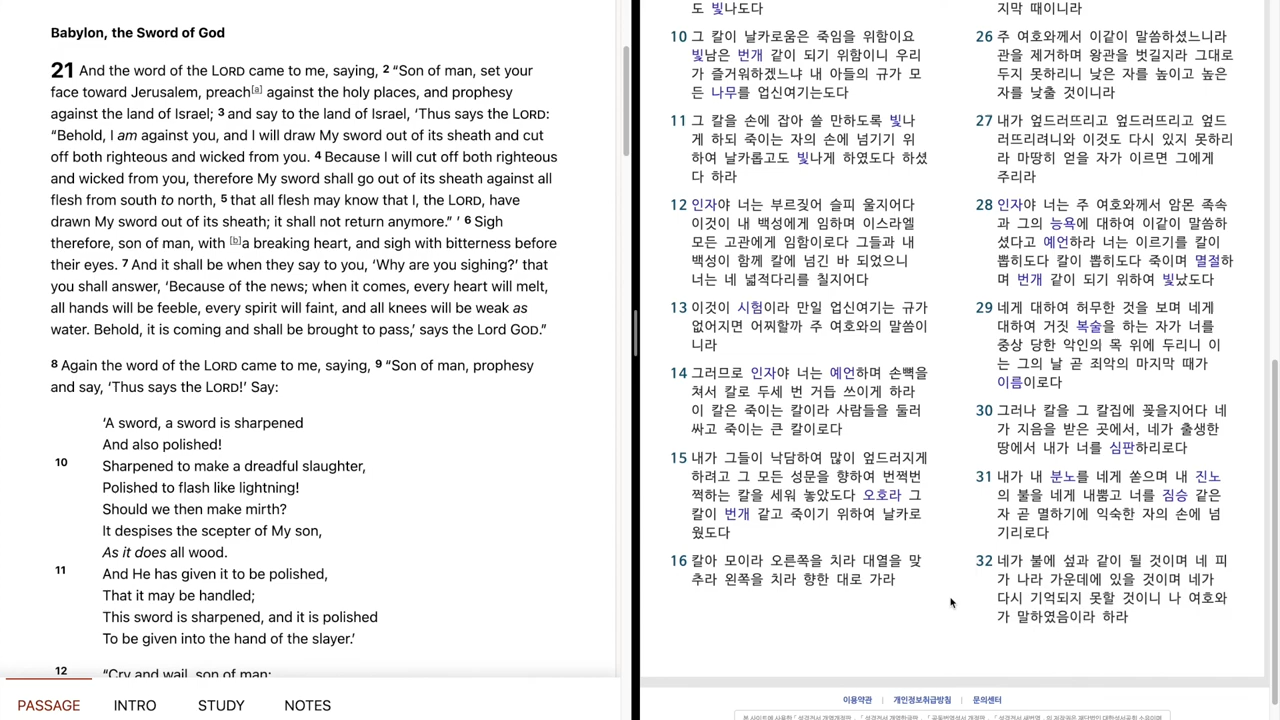 Babylon, the Sword of God
21 And the word of the LORD came to me, saying, 2 “Son of man, set your
face toward Jerusalem, preach[a] against the holy places, and prophesy
against the land of Israel; 3 and say to the land of Israel, ‘Thus says the LORD:
“Behold, I am against you, and I will draw My sword out of its sheath and cut
off both righteous and wicked from you. 4 Because I will cut off both righteous
and wicked from you, therefore My sword shall go out of its sheath against all
flesh from south to north, 5 that all flesh may know that I, the LORD, have
drawn My sword out of its sheath; it shall not return anymore.” ’ 6 Sigh
therefore, son of man, with [b]a breaking heart, and sigh with bitterness before
their eyes. 7 And it shall be when they say to you, ‘Why are you sighing?’ that
you shall answer, ‘Because of the news; when it comes, every heart will melt,
all hands will be feeble, every spirit will faint, and all knees will be weak as
water. Behold, it is coming and shall be brought to pass,’ says the Lord GOD.”
8 Again the word of the LORD came to me, saying, 9 “Son of man, prophesy
and say, ‘Thus says the LORD!’ Say:
‘A sword, a sword is sharpened
And also polished!
10 Sharpened to make a dreadful slaughter,
Polished to flash like lightning!
Should we then make mirth?
It despises the scepter of My son,
As it does all wood.
11 And He has given it to be polished,
That it may be handled;
This sword is sharpened, and it is polished
To be given into the hand of the slayer.’
12 “Cry and wail, son of man;
PASSAGE INTRO STUDY NOTES
도 빛나도다
10 그 칼이 날카로움은 죽임을 위함이요
빛남은 번개 같이 되기 위함이니 우리
가 즐거워하겠느냐 내 아들의 규가 모
든 나무를 업신여기는도다
11 그 칼을 손에 잡아 쓸 만하도록 빛나
게 하되 죽이는 자의 손에 넘기기 위
하여 날카롭고도 빛나게 하였도다 하셨
다 하라
12 인자야 너는 부르짖어 슬피 울지어다
이것이 내 백성에게 임하며 이스라엘
모든 고관에게 임함이로다 그들과 내
백성이 함께 칼에 넘긴 바 되었으니
너는 네 넓적다리를 칠지어다
13 이것이 시험이라 만일 업신여기는 규가
없어지면 어찌할까 주 여호와의 말씀이
니라
14 그러므로 인자야 너는 예언하며 손뼉을
쳐서 칼로 두세 번 거듭 쓰이게 하라
이 칼은 죽이는 칼이라 사람들을 둘러
싸고 죽이는 큰 칼이로다
15 내가 그들이 낙담하여 많이 엎드러지게
하려고 그 모든 성문을 향하여 번쩍번
쩍하는 칼을 세워 놓았도다 오호라 그
칼이 번개 같고 죽이기 위하여 날카로
웠도다
16 칼아 모이라 오른쪽을 치라 대열을 맞
추라 왼쪽을 치라 향한 대로 가라
지막 때이니라
26 주 여호와께서 이같이 말씀하셨느니라
관을 제거하며 왕관을 벗길지라 그대로
두지 못하리니 낮은 자를 높이고 높은
자를 낮출 것이니라
27 내가 엎드러뜨리고 엎드러뜨리고 엎드
러뜨리려니와 이것도 다시 있지 못하리
라 마땅히 얻을 자가 이르면 그에게
주리라
28 인자야 너는 주 여호와께서 암몬 족속
과 그의 능욕에 대하여 이같이 말씀하
셨다고 예언하라 너는 이르기를 칼이
뽑히도다 칼이 뽑히도다 죽이며 멸절하
며 번개 같이 되기 위하여 빛났도다
29 네게 대하여 허무한 것을 보며 네게
대하여 거짓 복술을 하는 자가 너를
중상 당한 악인의 목 위에 두리니 이
는 그의 날 곧 죄악의 마지막 때가
이름이로다
30 그러나 칼을 그 칼집에 꽂을지어다 네
가 지음을 받은 곳에서, 네가 출생한
땅에서 내가 너를 심판하리로다
31 내가 내 분노를 네게 쏟으며 내 진노
의 불을 네게 내뿜고 너를 짐승 같은
자 곧 멸하기에 익숙한 자의 손에 넘
기리로다
32 네가 불에 섶과 같이 될 것이며 네 피
가 나라 가운데에 있을 것이며 네가
다시 기억되지 못할 것이니 나 여호와
가 말하였음이라 하라
이용약관 | 개인정보취급방침 | 문의센터